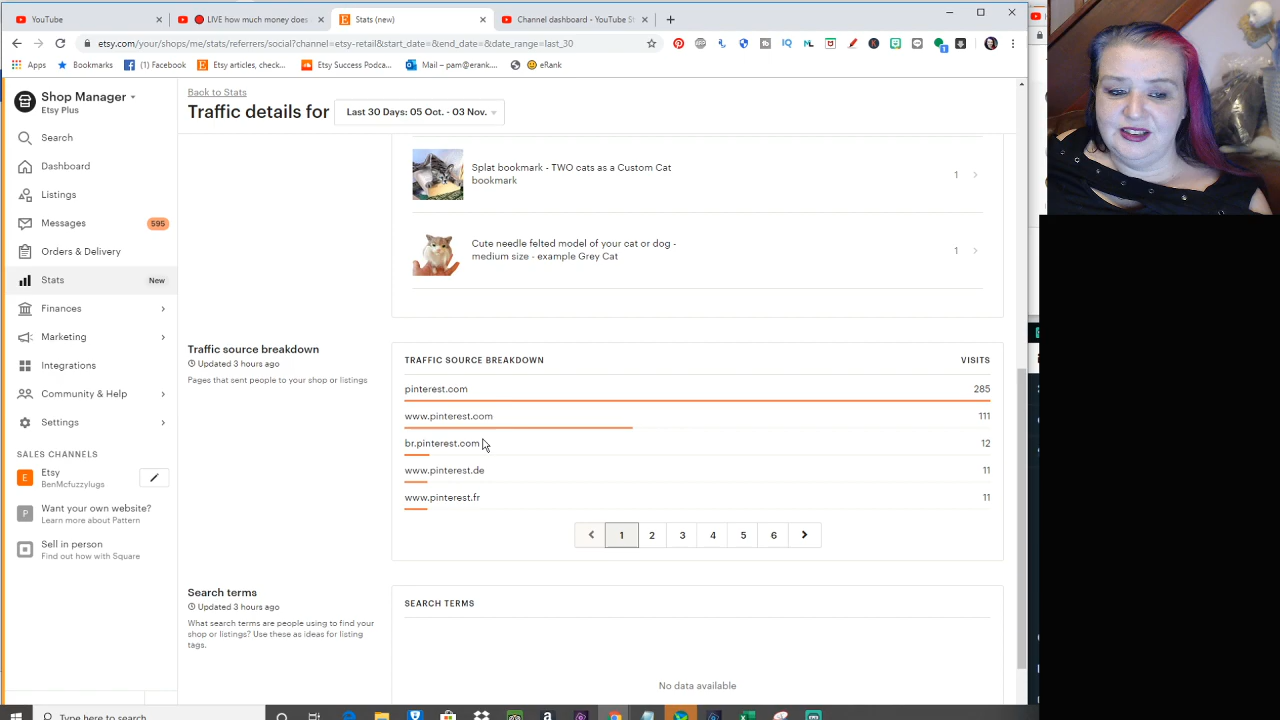 YouTube
LIVE how much money does
Stats (new)
Channel dashboard - YouTube St
etsy.com/your/shops/me/stats/referrers/social?channel=etsy-retail&start_date=&end_date=&date_range=last_30
Apps
Bookmarks
(1) Facebook
Etsy articles, check...
Etsy Success Podca...
Mail – pam@erank....
eRank
Shop Manager
Etsy Plus
Search
Dashboard
Listings
Messages
595
Orders & Delivery
Stats
New
Finances
Marketing
Integrations
Community & Help
Settings
SALES CHANNELS
Etsy
BenMcfuzzylugs
Want your own website?
Learn more about Pattern
Sell in person
Find out how with Square
Back to Stats
Traffic details for
Last 30 Days: 05 Oct. - 03 Nov.
Splat bookmark - TWO cats as a Custom Cat
bookmark
1
Cute needle felted model of your cat or dog -
medium size - example Grey Cat
1
Traffic source breakdown
Updated 3 hours ago
Pages that sent people to your shop or listings
TRAFFIC SOURCE BREAKDOWN
VISITS
pinterest.com
285
www.pinterest.com
111
br.pinterest.com
12
www.pinterest.de
11
www.pinterest.fr
11
1 2 3 4 5 6
Search terms
Updated 3 hours ago
What search terms are people using to find your
shop or listings? Use these as ideas for listing
tags.
SEARCH TERMS
No data available
Type here to search